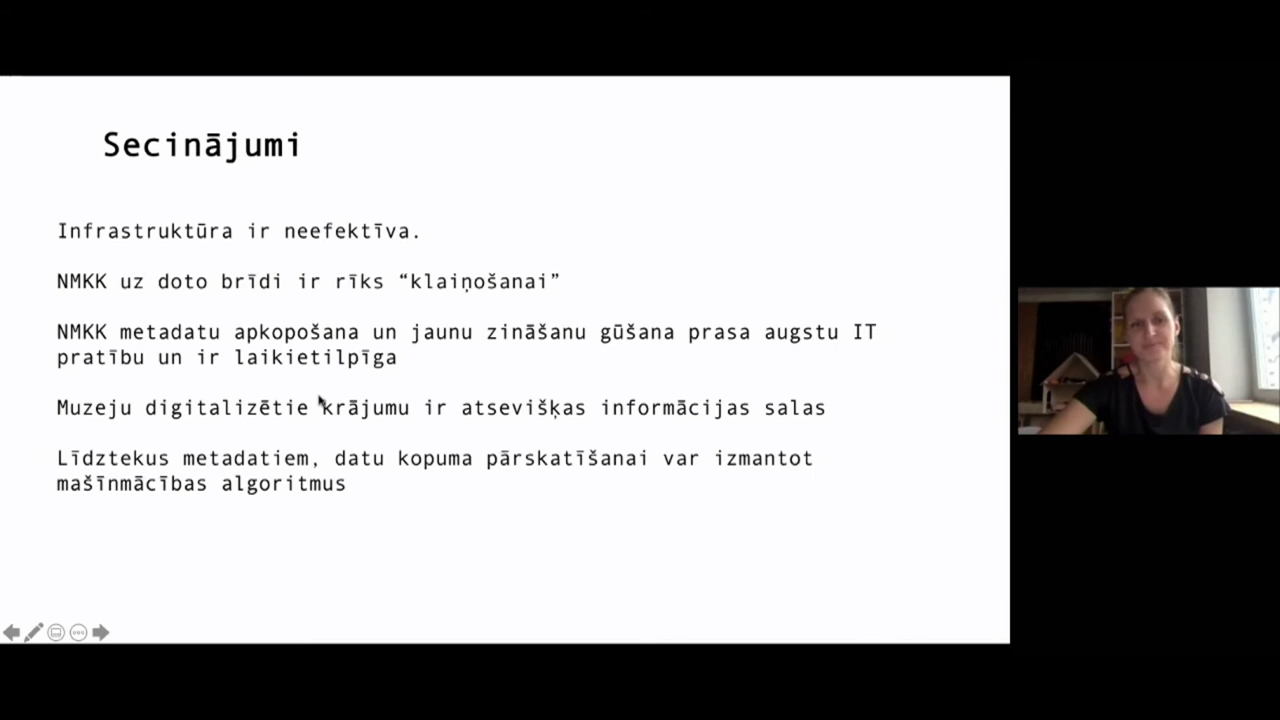 Secinājumi
Infrastruktūra ir neefektīva.
NMKK uz doto brīdi ir rīks “klaiņošanai”
NMKK metadatu apkopošana un jaunu zināšanu gūšana prasa augstu IT
pratību un ir laikietilpīga
Muzeju digitalizētie krājumu ir atsevišķas informācijas salas
Līdztekus metadatiem, datu kopuma pārskatīšanai var izmantot
mašīnmācības algoritmus